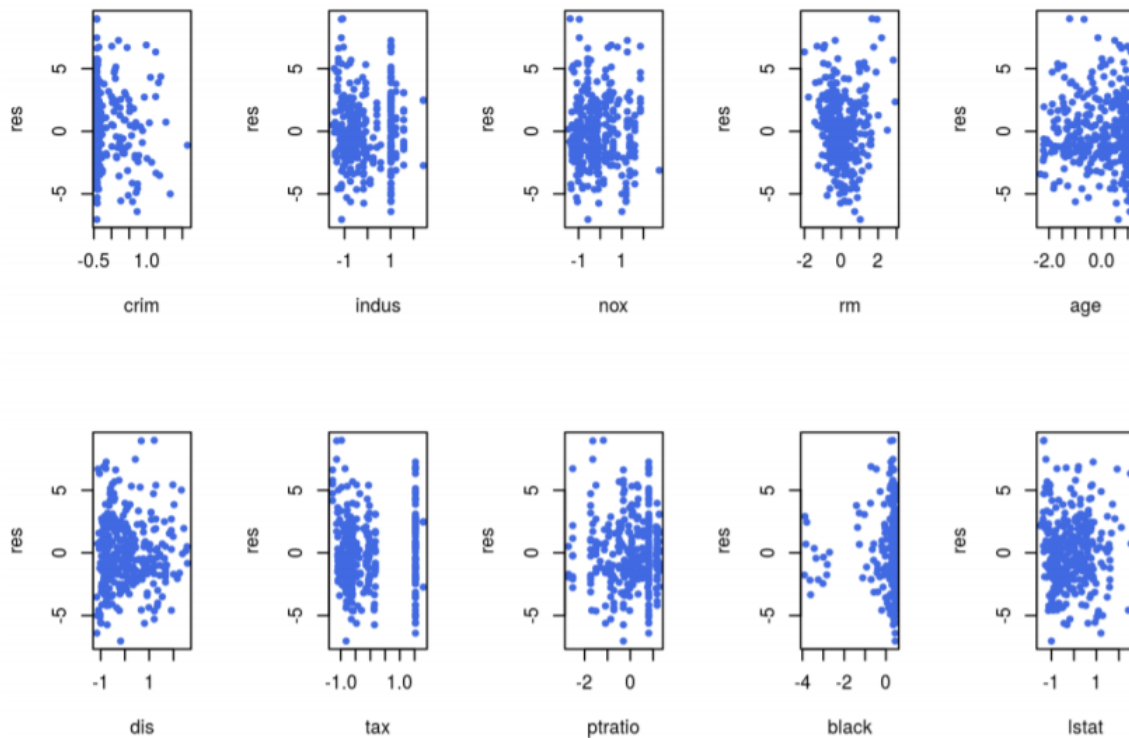 res 5 0 -5 -0.5 1.0 crim
res 5 0 -5 -1 1 indus
res 5 0 -5 -1 1 nox
res 5 0 -5 -2 0 2 rm
res 5 0 -5 -2.0 0.0 age
res 5 0 -5 -1 1 dis
res 5 0 -5 -1.0 1.0 tax
res 5 0 -5 -2 0 ptratio
res 5 0 -5 -4 -2 0 black
res 5 0 -5 -1 1 lstat